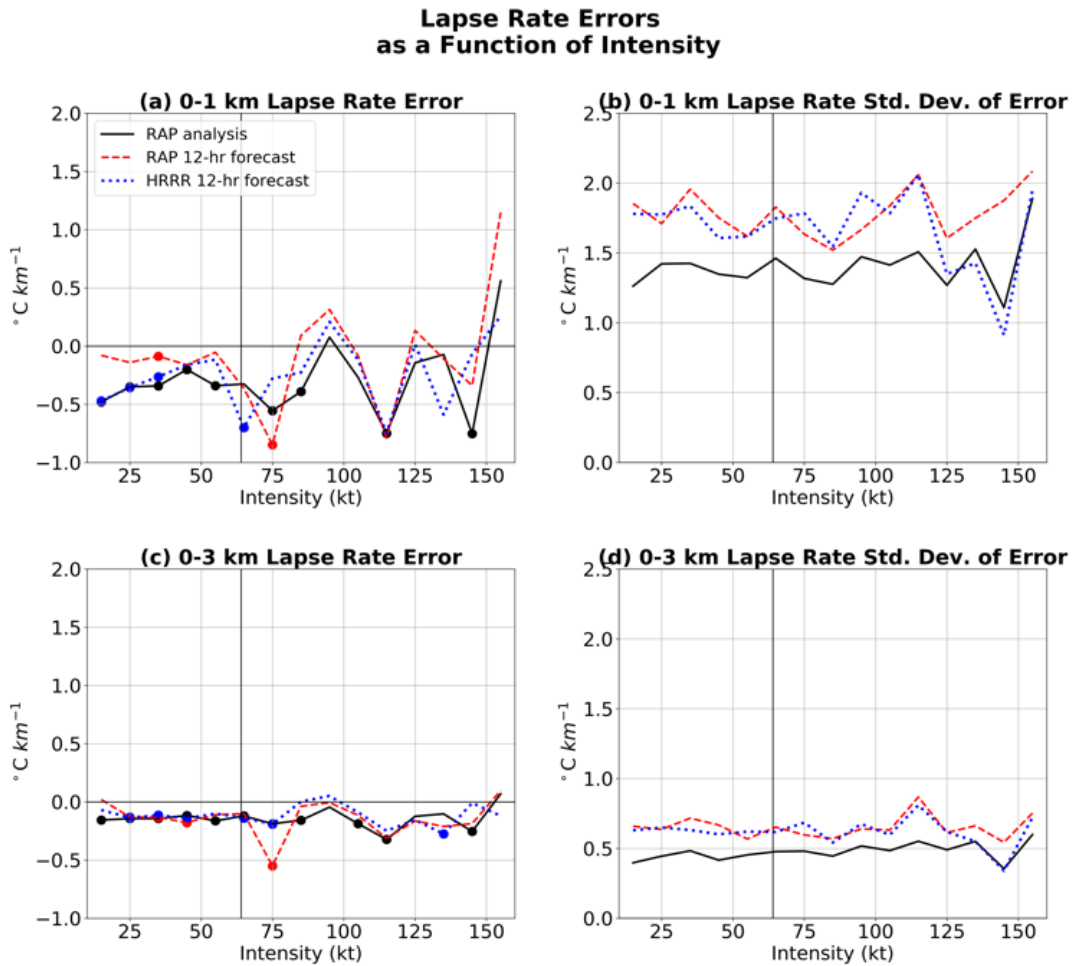 Lapse Rate Errors
as a Function of Intensity
(a) 0-1 km Lapse Rate Error
2.0
1.5
1.0
0.5
0.0
−0.5
−1.0
° C km⁻¹
RAP analysis
RAP 12-hr forecast
HRRR 12-hr forecast
25 50 75 100 125 150
Intensity (kt)
(b) 0-1 km Lapse Rate Std. Dev. of Error
2.5
2.0
1.5
1.0
0.5
0.0
° C km⁻¹
25 50 75 100 125 150
Intensity (kt)
(c) 0-3 km Lapse Rate Error
2.0
1.5
1.0
0.5
0.0
−0.5
−1.0
° C km⁻¹
25 50 75 100 125 150
Intensity (kt)
(d) 0-3 km Lapse Rate Std. Dev. of Error
2.5
2.0
1.5
1.0
0.5
0.0
° C km⁻¹
25 50 75 100 125 150
Intensity (kt)